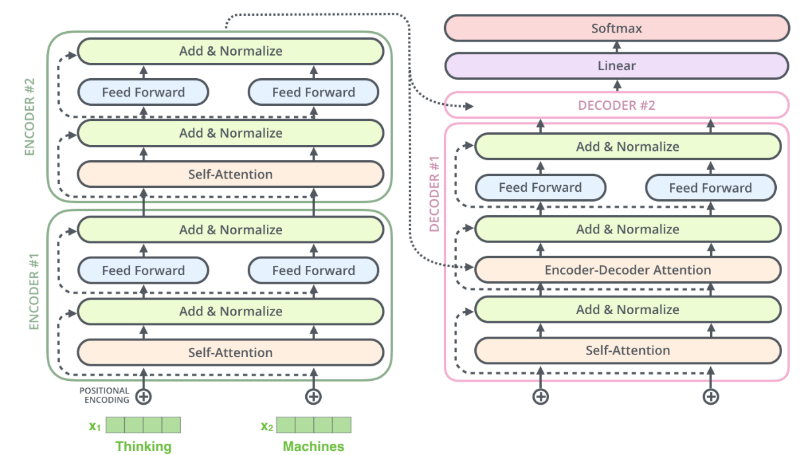 ENCODER #2
Add & Normalize
Feed Forward Feed Forward
Add & Normalize
Self-Attention
ENCODER #1
Add & Normalize
Feed Forward Feed Forward
Add & Normalize
Self-Attention
POSITIONAL
ENCODING
x₁ x₂
Thinking Machines
Softmax
Linear
DECODER #2
DECODER #1
Add & Normalize
Feed Forward Feed Forward
Add & Normalize
Encoder-Decoder Attention
Add & Normalize
Self-Attention